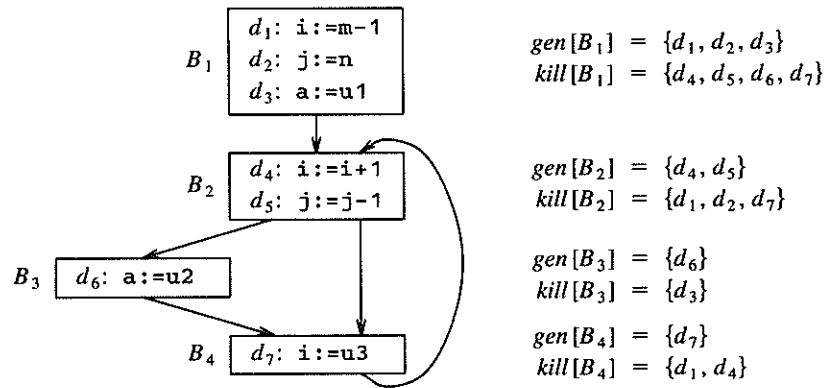 B₁
d₁: i:=m-1
d₂: j:=n
d₃: a:=u1
gen[B₁] = {d₁, d₂, d₃}
kill[B₁] = {d₄, d₅, d₆, d₇}
B₂
d₄: i:=i+1
d₅: j:=j-1
gen[B₂] = {d₄, d₅}
kill[B₂] = {d₁, d₂, d₇}
B₃ d₆: a:=u2
gen[B₃] = {d₆}
kill[B₃] = {d₃}
B₄ d₇: i:=u3
gen[B₄] = {d₇}
kill[B₄] = {d₁, d₄}